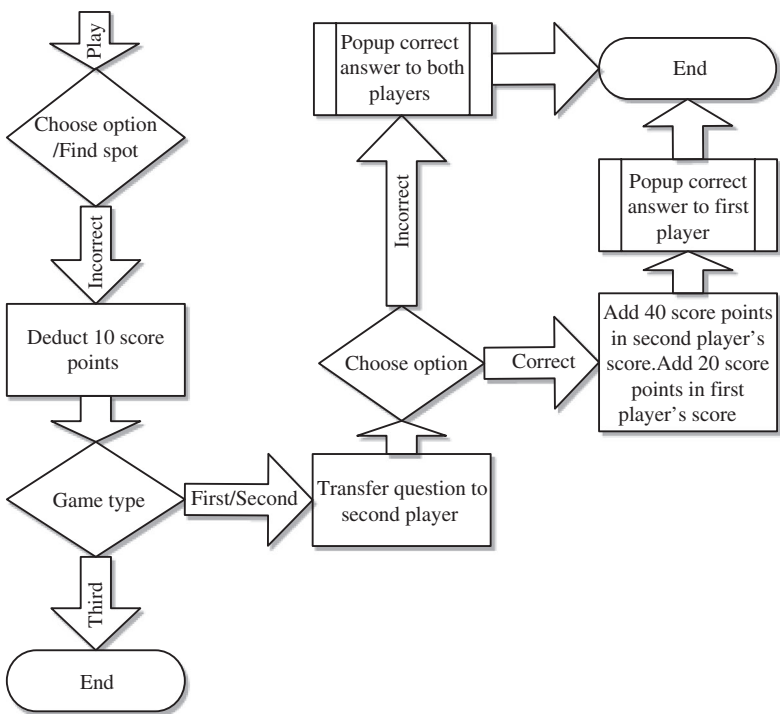 Play
Choose option
/Find spot
Incorrect
Deduct 10 score
points
Game type
Third
End
First/Second
Transfer question to
second player
Choose option
Incorrect
Popup correct
answer to both
players
Correct
Add 40 score points
in second player's
score.Add 20 score
points in first
player's score
Popup correct
answer to first
player
End